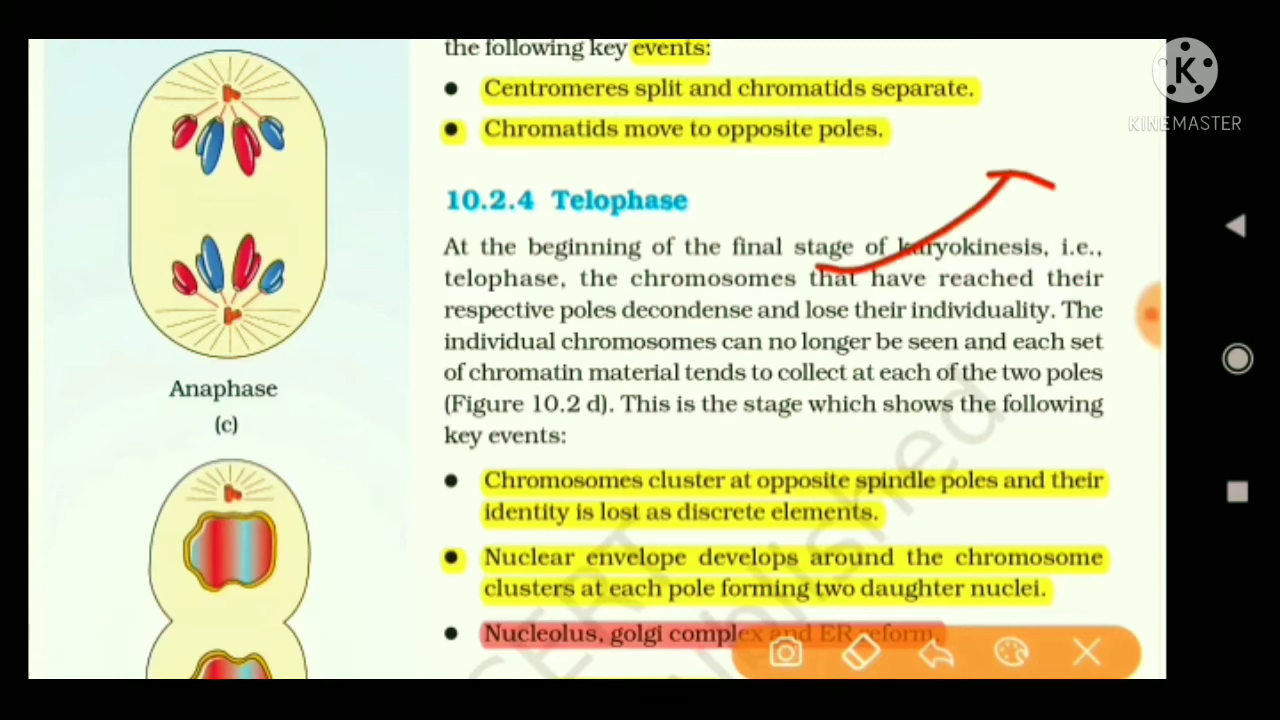 the following key events:
● Centromeres split and chromatids separate.
● Chromatids move to opposite poles.
K
KINEMASTER
10.2.4 Telophase
At the beginning of the final stage of karyokinesis, i.e.,
telophase, the chromosomes that have reached their
respective poles decondense and lose their individuality. The
individual chromosomes can no longer be seen and each set
of chromatin material tends to collect at each of the two poles
(Figure 10.2 d). This is the stage which shows the following
key events:
● Chromosomes cluster at opposite spindle poles and their
identity is lost as discrete elements.
● Nuclear envelope develops around the chromosome
clusters at each pole forming two daughter nuclei.
● Nucleolus, golgi complex and ER reform.
Anaphase
(c)